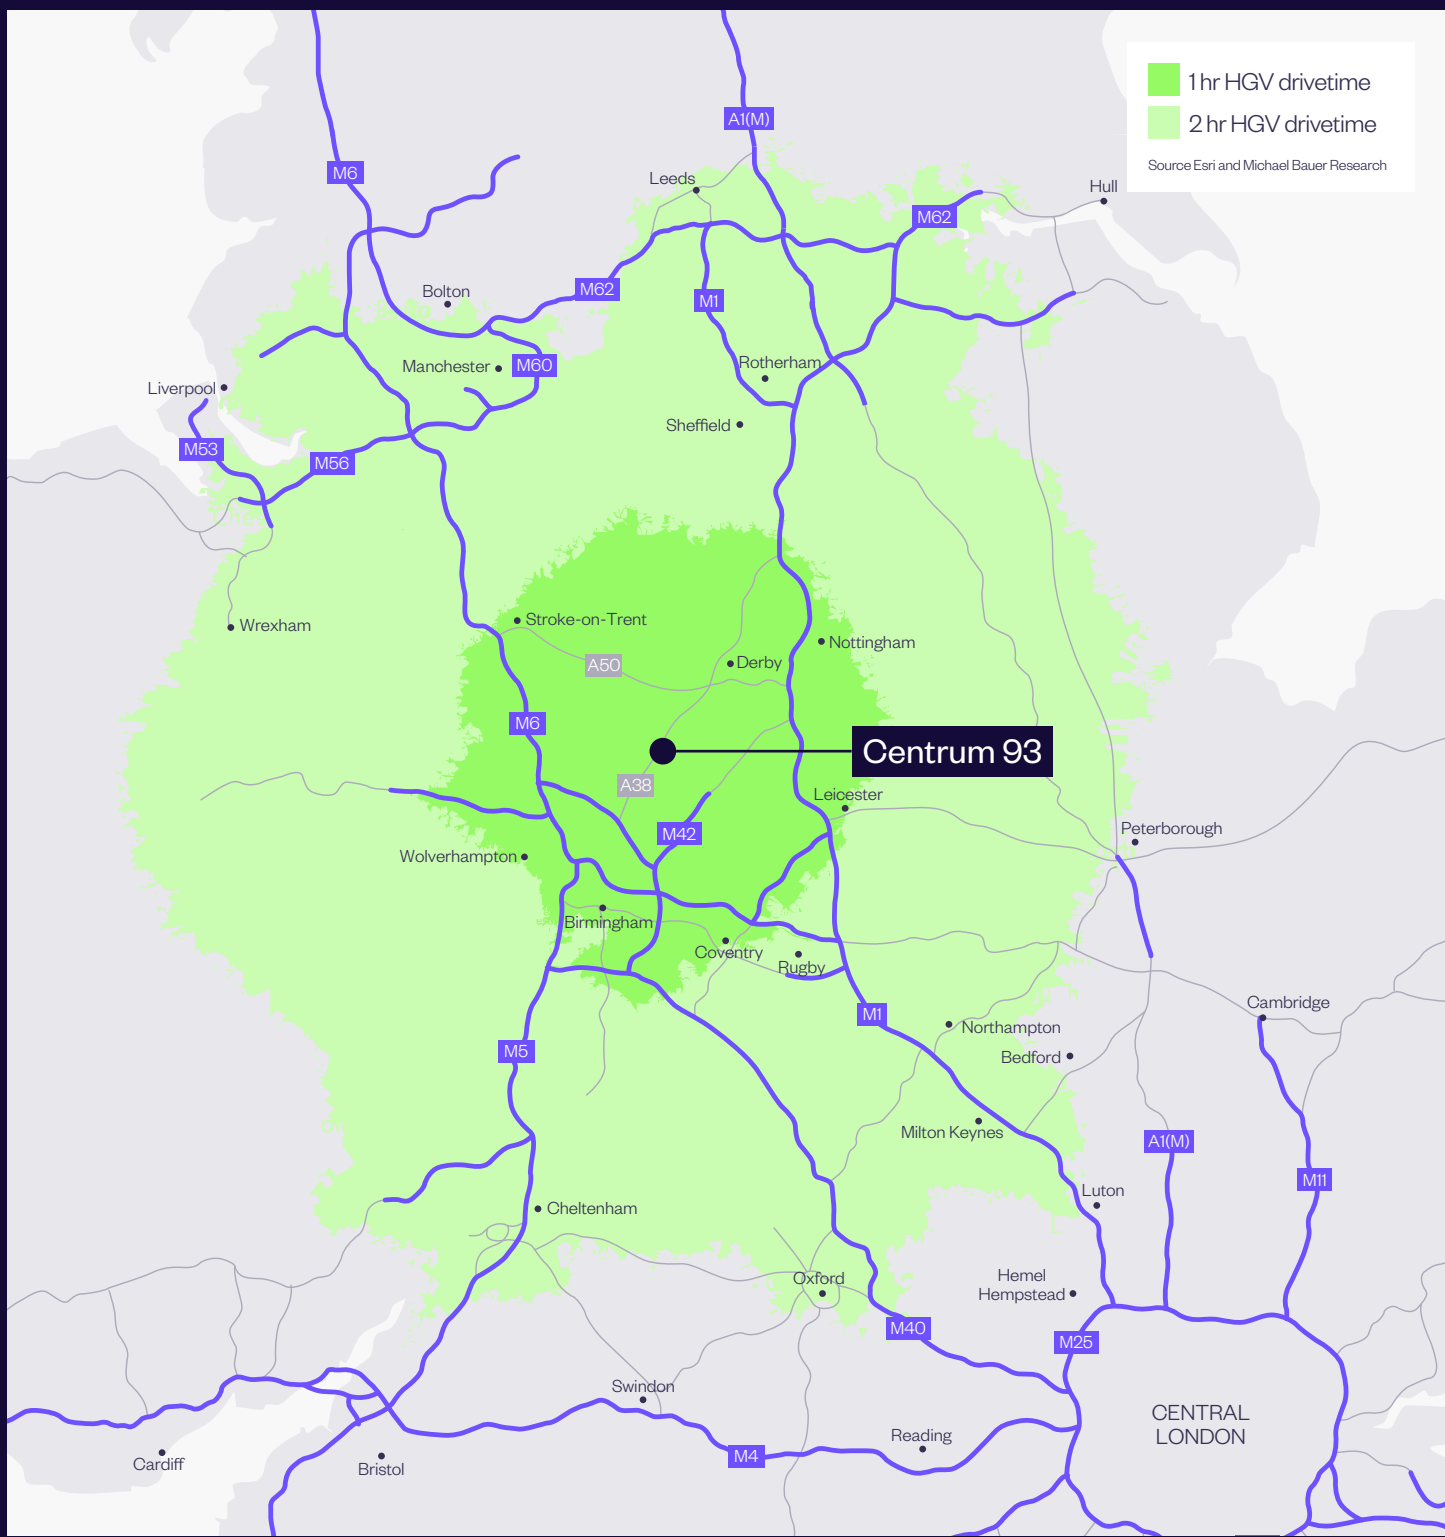 1 hr HGV drivetime
2 hr HGV drivetime
Source Esri and Michael Bauer Research
A1(M)
M6
Leeds
Hull
M62
Bolton
M62
M1
Manchester
M60
Rotherham
Liverpool
Sheffield
M53
M56
Stroke-on-Trent
Wrexham
Nottingham
A50
Derby
M6
Centrum 93
A38
Leicester
M42
Peterborough
Wolverhampton
Birmingham
Coventry
Rugby
Cambridge
M1
Northampton
M5
Bedford
Milton Keynes
A1(M)
M11
Luton
Cheltenham
Oxford
Hemel
Hempstead
M40
M25
Swindon
CENTRAL
LONDON
Reading
M4
Cardiff
Bristol